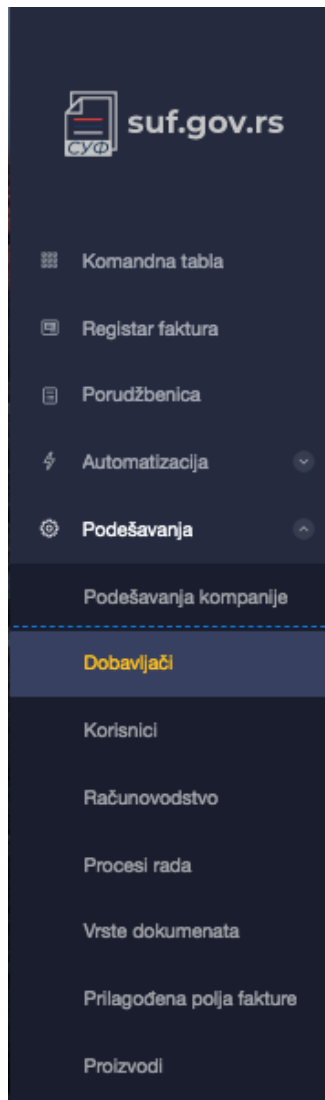 suf.gov.rs
СУФ
Komandna tabla
Registar faktura
Porudžbenica
Automatizacija
Podešavanja
Podešavanja kompanije
Dobavljači
Korisnici
Računovodstvo
Procesi rada
Vrste dokumenata
Prilagođena polja fakture
Proizvodi